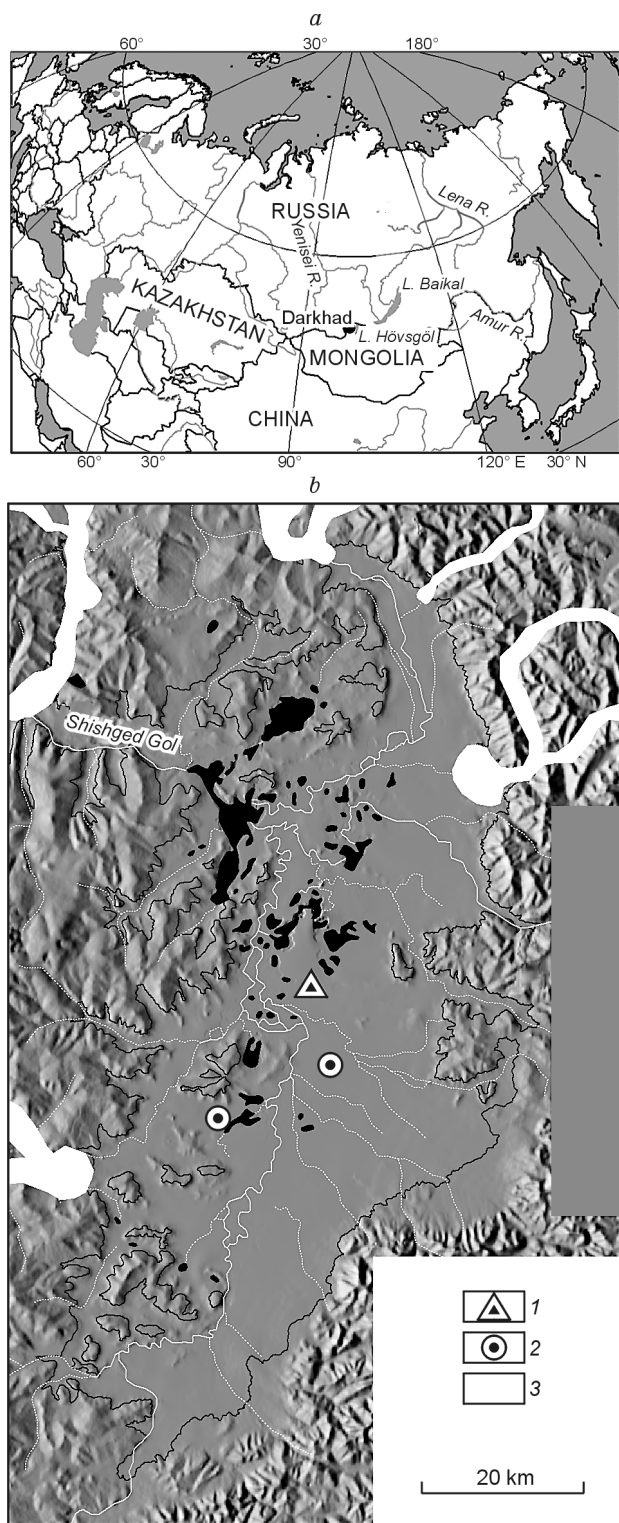 a
60° 30° 180°
RUSSIA
Lena R.
Yenisei R.
L. Baikal
KAZAKHSTAN
Darkhad
L. Hövsgöl
Amur R.
MONGOLIA
CHINA
60° 30° 90° 120° E 30° N
b
Shishged Gol
1
2
3
20 km